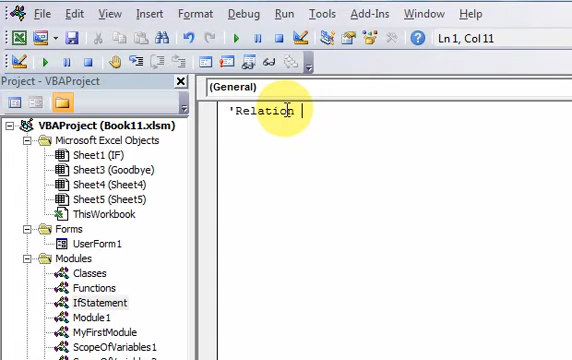 File Edit View Insert Format Debug Run Tools Add-Ins Window Help
Ln 1, Col 11
Project - VBAProject
(General)
'Relation
VBAProject (Book11.xlsm)
Microsoft Excel Objects
Sheet1 (IF)
Sheet3 (Goodbye)
Sheet4 (Sheet4)
Sheet5 (Sheet5)
ThisWorkbook
Forms
UserForm1
Modules
Classes
Functions
IfStatement
Module1
MyFirstModule
ScopeOfVariables1